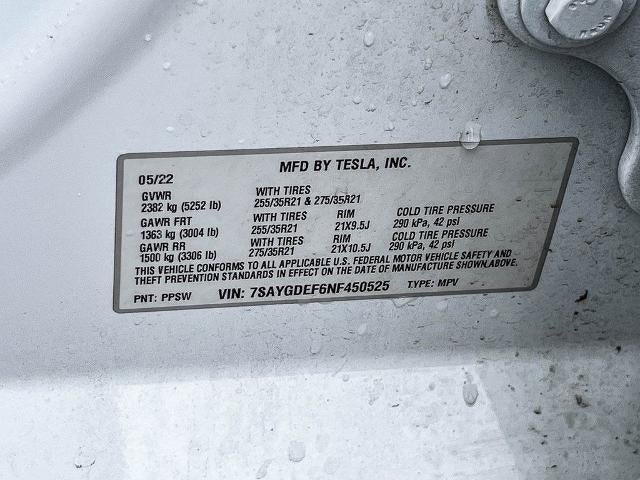 MFD BY TESLA, INC.
05/22
GVWR WITH TIRES
2382 kg (5252 lb) 255/35R21 & 275/35R21
GAWR FRT WITH TIRES RIM COLD TIRE PRESSURE
1363 kg (3004 lb) 255/35R21 21X9.5J 290 kPa, 42 psi
GAWR RR WITH TIRES RIM COLD TIRE PRESSURE
1500 kg (3306 lb) 275/35R21 21X10.5J 290 kPa, 42 psi
THIS VEHICLE CONFORMS TO ALL APPLICABLE U.S. FEDERAL MOTOR VEHICLE SAFETY AND
THEFT PREVENTION STANDARDS IN EFFECT ON THE DATE OF MANUFACTURE SHOWN ABOVE.
PNT: PPSW VIN: 7SAYGDEF6NF450525 TYPE: MPV